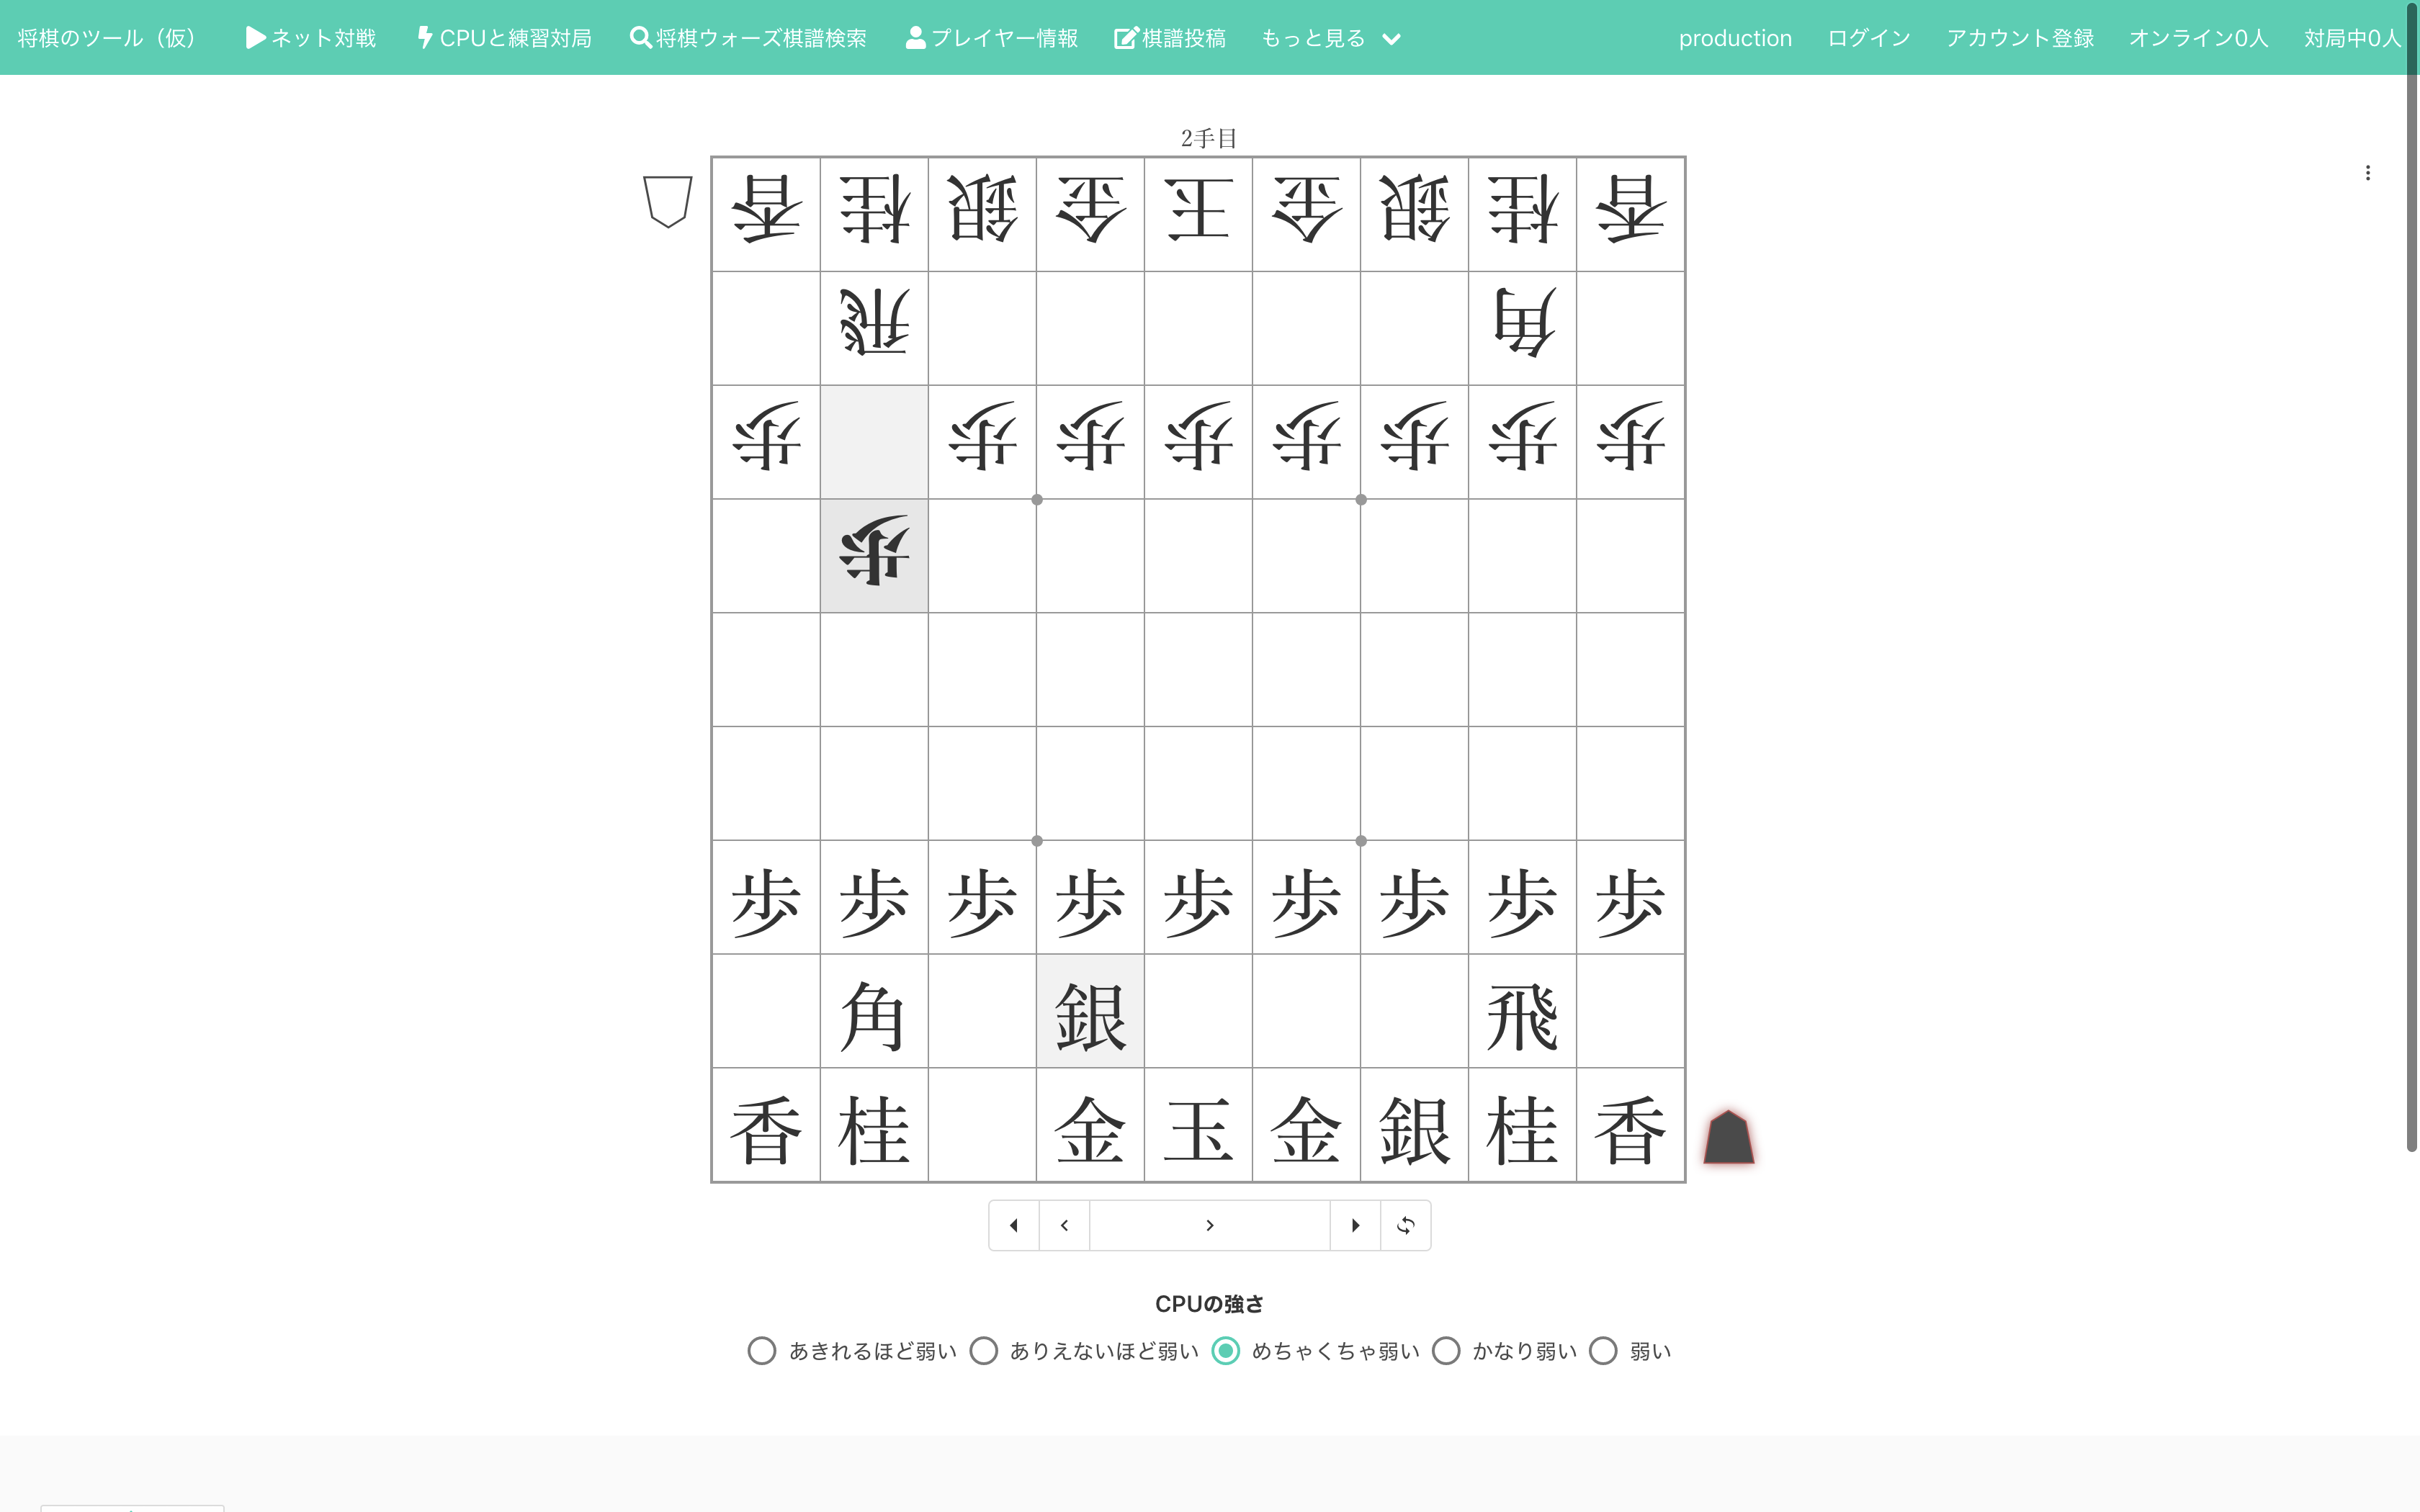 将棋のツール（仮） ネット対戦 CPUと練習対局 将棋ウォーズ棋譜検索 プレイヤー情報 棋譜投稿 もっと見る production ログイン アカウント登録 オンライン0人 対局中0人
2手目
香 桂 銀 金 王 金 銀 桂 香
飛 角
歩 歩 歩 歩 歩 歩 歩 歩
歩
歩 歩 歩 歩 歩 歩 歩 歩 歩
角 銀 飛
香 桂 金 玉 金 銀 桂 香
CPUの強さ
あきれるほど弱い ありえないほど弱い めちゃくちゃ弱い かなり弱い 弱い